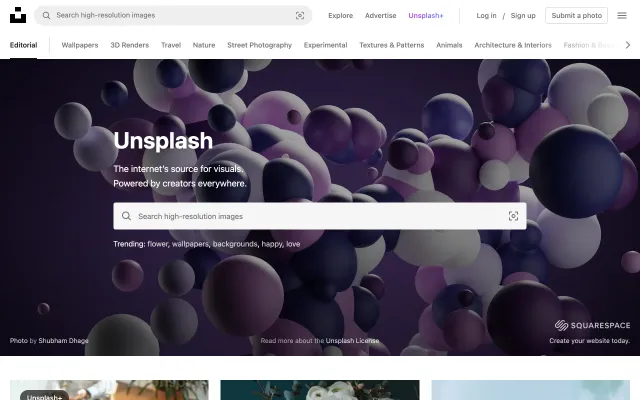 Search high-resolution images
Explore
Advertise
Unsplash+
Log in / Sign up
Submit a photo
Editorial
Wallpapers
3D Renders
Travel
Nature
Street Photography
Experimental
Textures & Patterns
Animals
Architecture & Interiors
Fashion &
Unsplash
The internet's source for visuals.
Powered by creators everywhere.
Search high-resolution images
Trending: flower, wallpapers, backgrounds, happy, love
SQUARESPACE
Photo by Shubham Dhage
Read more about the Unsplash License
Create your website today.
Unsplash+